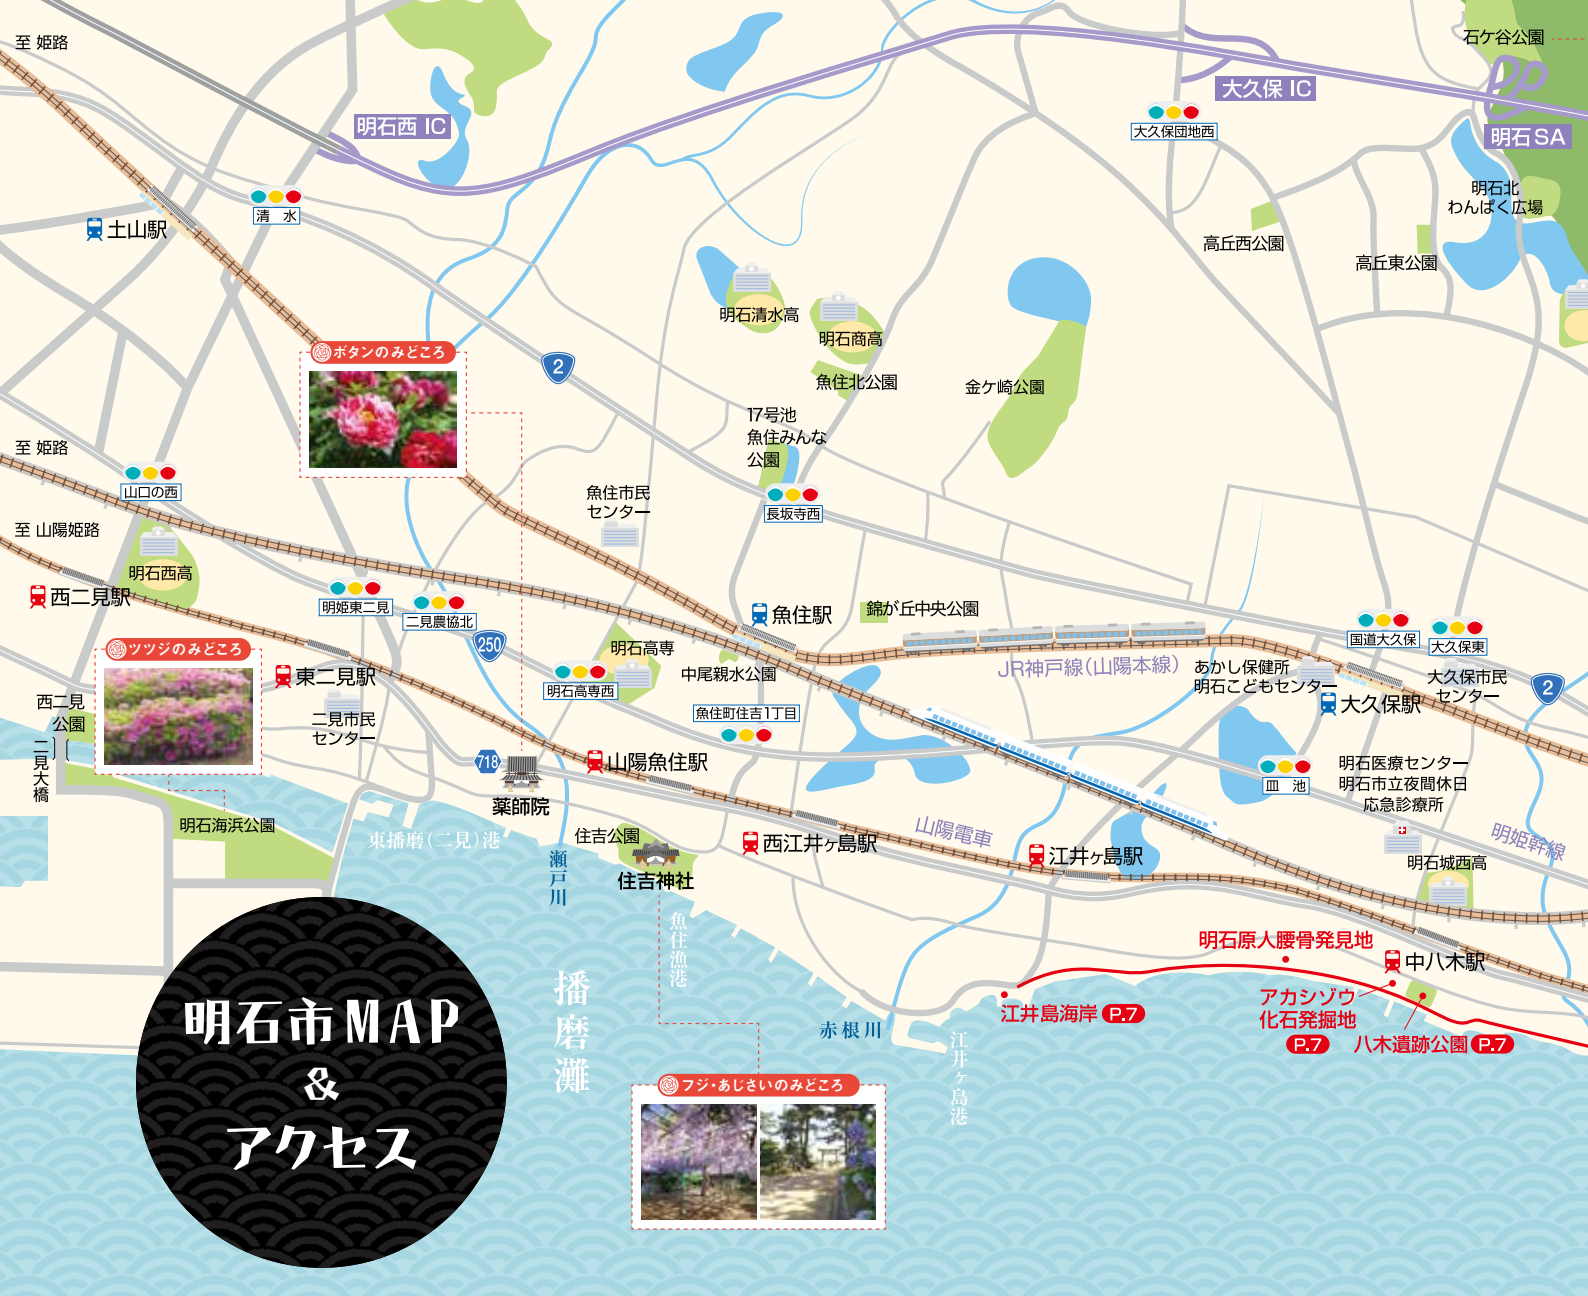 至 姫路
石ケ谷公園
大久保 IC
明石西 IC
大久保団地西
明石 SA
明石北
わんぱく広場
清 水
土山駅
高丘西公園
高丘東公園
明石清水高
明石商高
ボタンのみどころ
2
魚住北公園
金ケ崎公園
17号池
魚住みんな
公園
至 姫路
山口の西
魚住市民
センター
長坂寺西
至 山陽姫路
明石西高
西二見駅
明姫東二見
二見農協北
250
魚住駅
錦が丘中央公園
国道大久保
大久保東
ツツジのみどころ
明石高専
明石高専西
中尾親水公園
JR神戸線(山陽本線)
あかし保健所
明石こどもセンター
大久保市民
センター
2
大久保駅
東二見駅
西二見
公園
二見大橋
二見市民
センター
魚住町住吉1丁目
718
山陽魚住駅
薬師院
皿 池
明石医療センター
明石市立夜間休日
応急診療所
明石海浜公園
東播磨(二見)港
住吉公園
西江井ヶ島駅
山陽電車
江井ヶ島駅
明姫幹線
明石城西高
瀬戸川
住吉神社
魚住漁港
明石原人腰骨発見地
中八木駅
播磨灘
江井島海岸 P.7
アカシゾウ
化石発掘地
P.7
八木遺跡公園 P.7
赤根川
江井ヶ島港
明石市MAP
&
アクセス
フジ・あじさいのみどころ